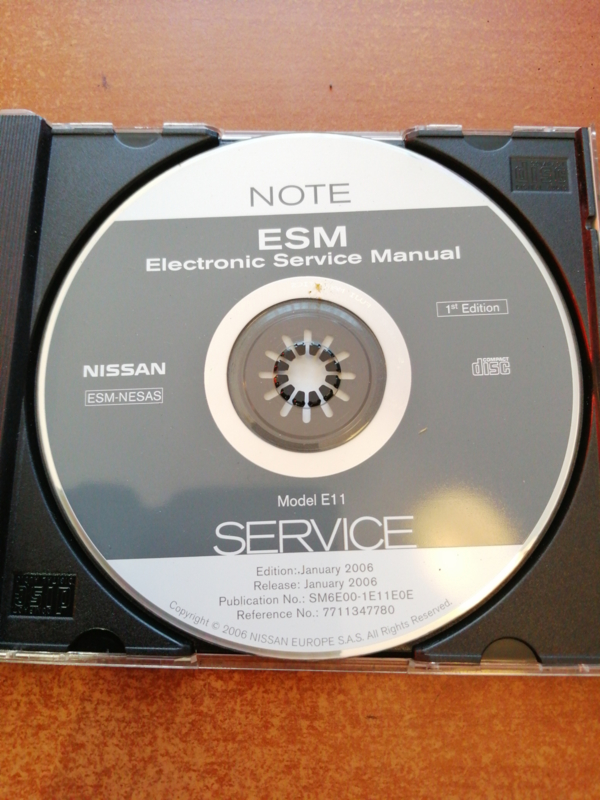 NOTE
ESM
Electronic Service Manual
1st Edition
NISSAN
ESM-NESAS
COMPACT
disc
Model E11
SERVICE
Edition:January 2006
Release: January 2006
Publication No.: SM6E00-1E11E0E
Reference No.: 7711347780
Copyright © 2006 NISSAN EUROPE S.A.S. All Rights Reserved.